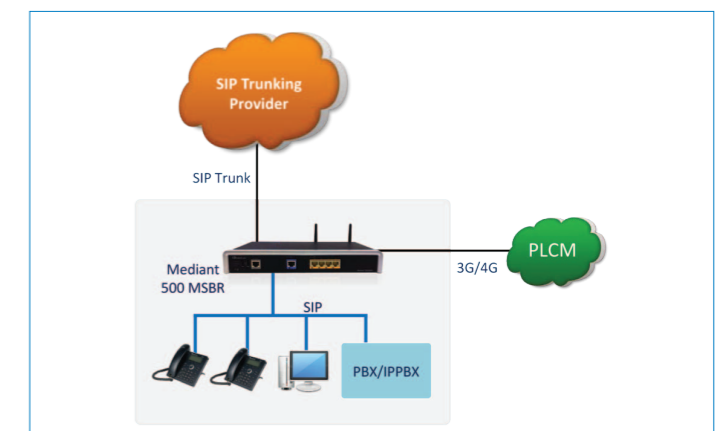 SIP Trunking
Provider
SIP Trunk
PLCM
3G/4G
Mediant
500 MSBR
SIP
PBX/IPPBX